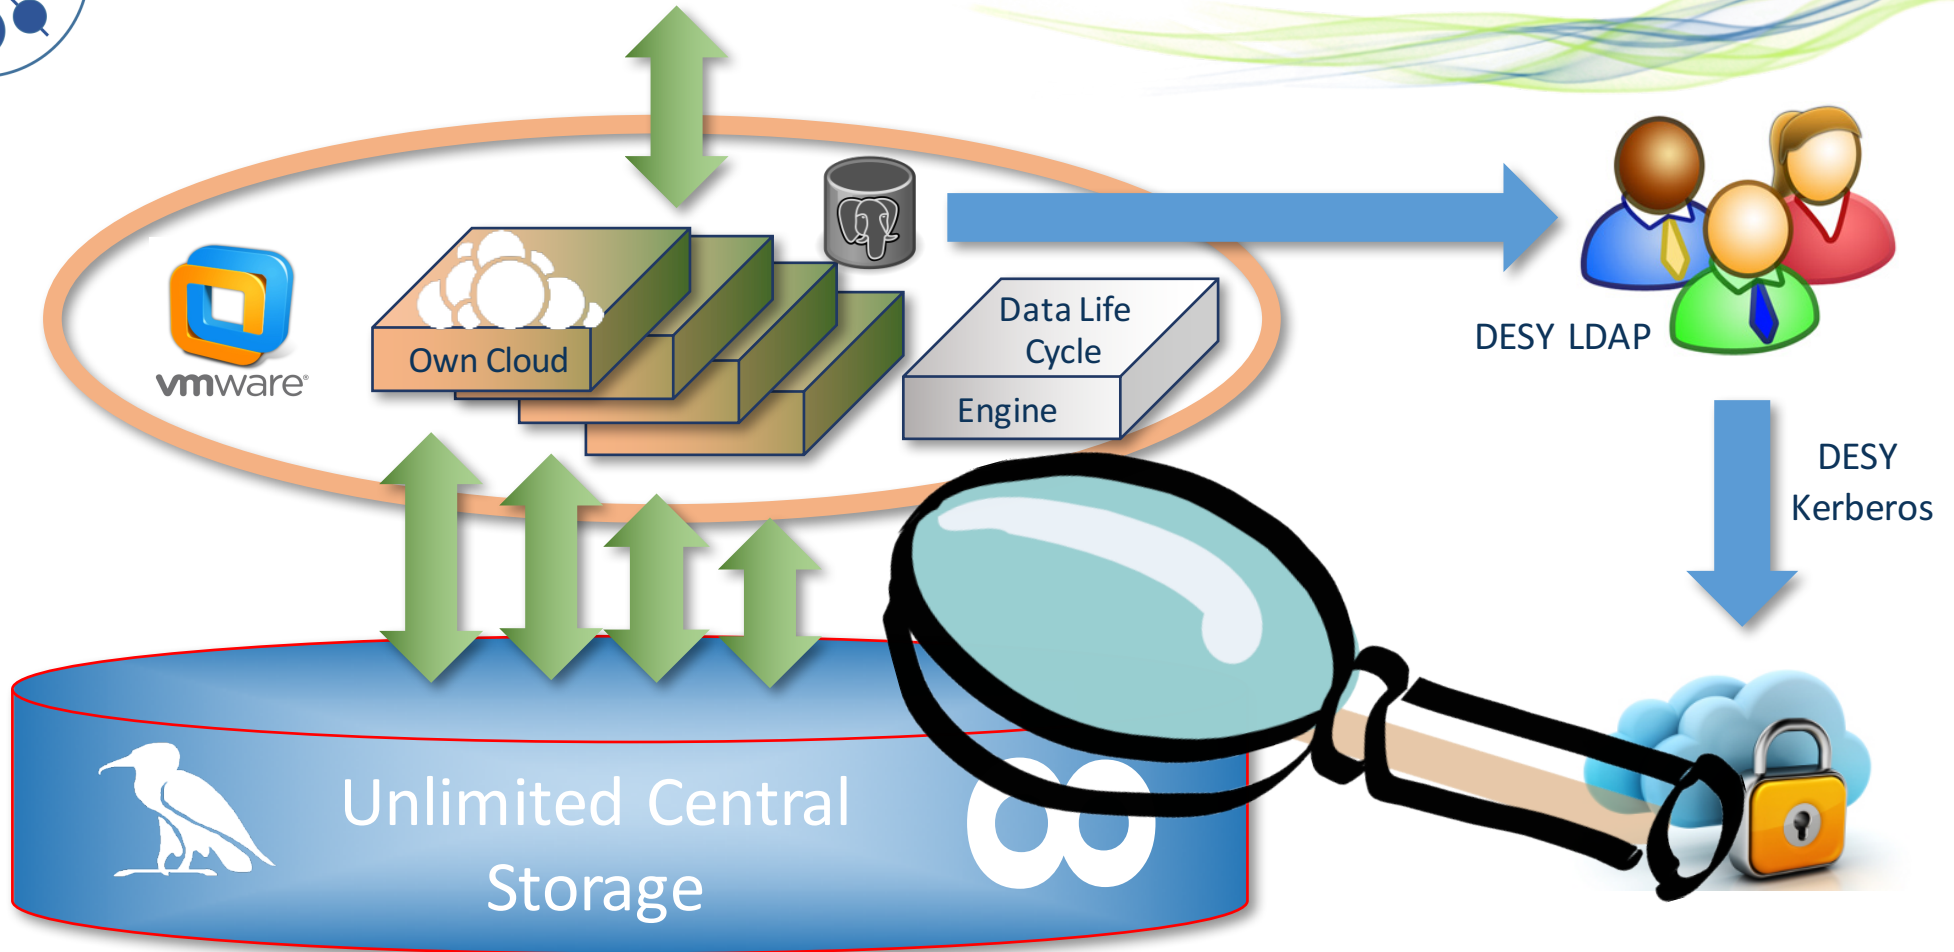 vmware®
Own Cloud
Data Life
Cycle
Engine
DESY LDAP
DESY
Kerberos
Unlimited Central
Storage